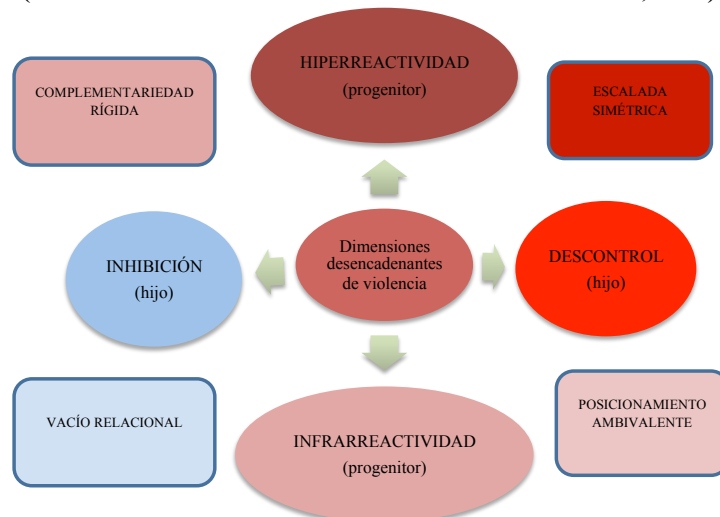 HIPERREACTIVIDAD
(progenitor)
COMPLEMENTARIEDAD
RÍGIDA
ESCALADA
SIMÉTRICA
INHIBICIÓN
(hijo)
Dimensiones
desencadenantes
de violencia
DESCONTROL
(hijo)
VACÍO RELACIONAL
INFRARREACTIVIDAD
(progenitor)
POSICIONAMIENTO
AMBIVALENTE